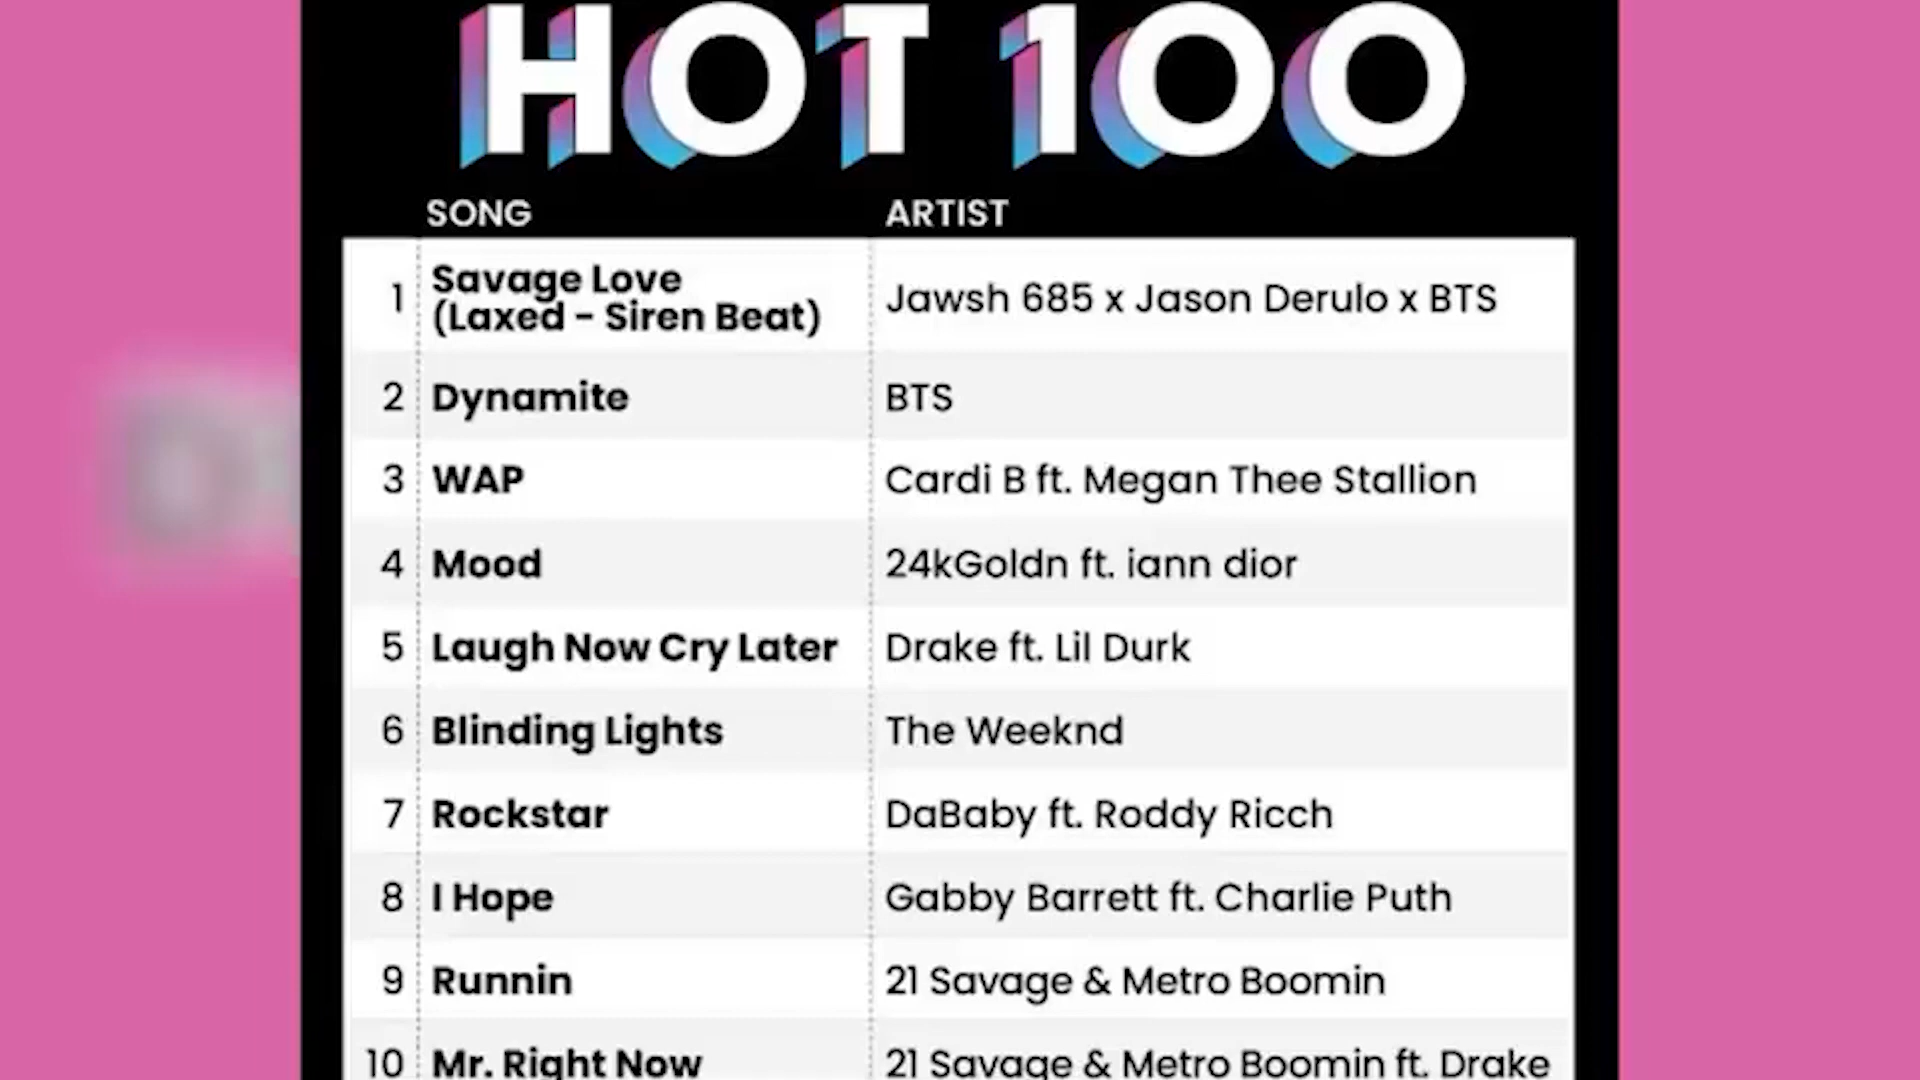 HOT 100
SONG ARTIST
1 Savage Love
(Laxed - Siren Beat) Jawsh 685 x Jason Derulo x BTS
2 Dynamite BTS
3 WAP Cardi B ft. Megan Thee Stallion
4 Mood 24kGoldn ft. iann dior
5 Laugh Now Cry Later Drake ft. Lil Durk
6 Blinding Lights The Weeknd
7 Rockstar DaBaby ft. Roddy Ricch
8 I Hope Gabby Barrett ft. Charlie Puth
9 Runnin 21 Savage & Metro Boomin
10 Mr. Right Now 21 Savage & Metro Boomin ft. Drake